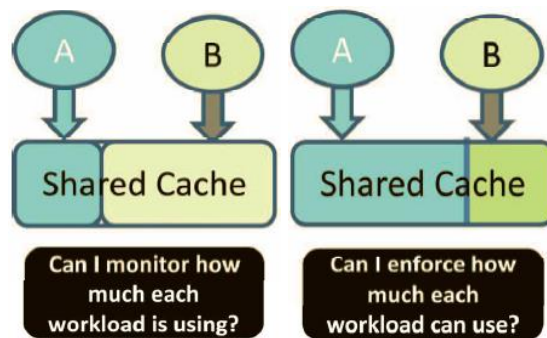 A
B
Shared Cache
Can I monitor how
much each
workload is using?
A
B
Shared Cache
Can I enforce how
much each
workload can use?